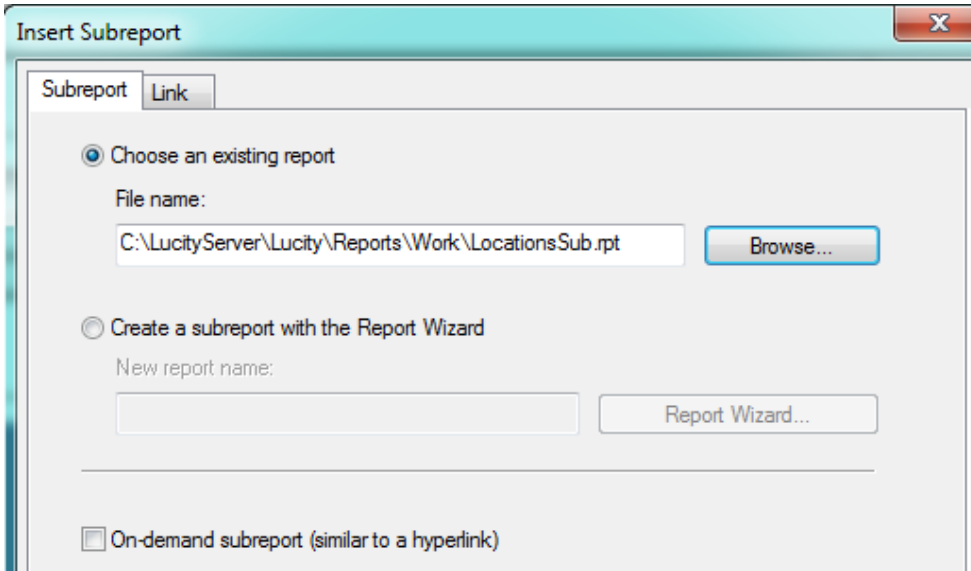 Insert Subreport
Subreport Link
Choose an existing report
File name:
C:\LucityServer\Lucity\Reports\Work\LocationsSub.rpt Browse...
Create a subreport with the Report Wizard
New report name:
Report Wizard...
On-demand subreport (similar to a hyperlink)